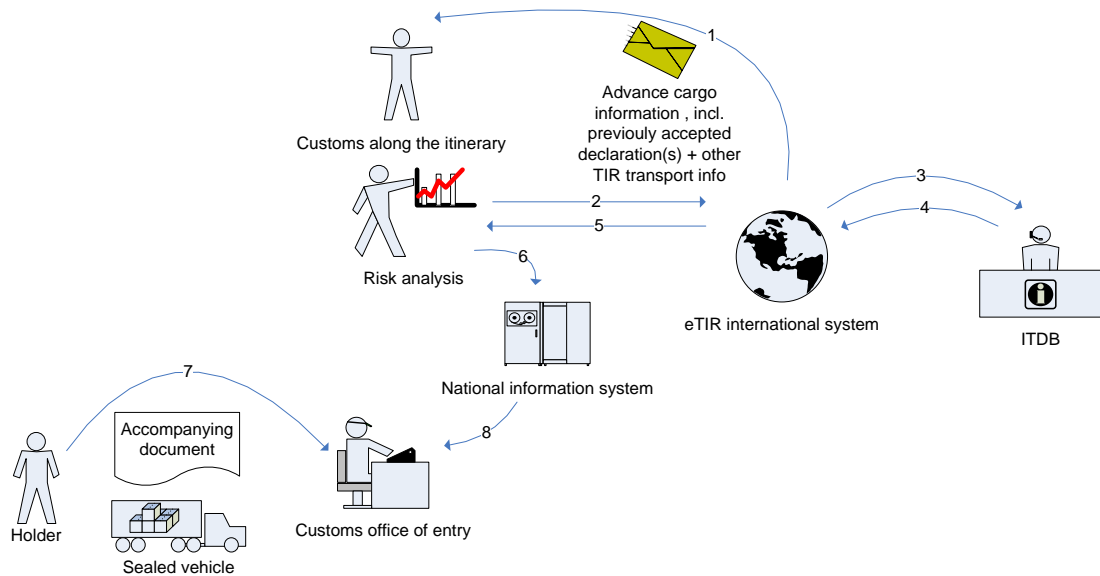 1
Advance cargo
information , incl.
previouly accepted
declaration(s) + other
TIR transport info
Customs along the itinerary
2
3
4
5
6
Risk analysis
eTIR international system
i
ITDB
National information system
7
8
Accompanying
document
Holder
Sealed vehicle
Customs office of entry